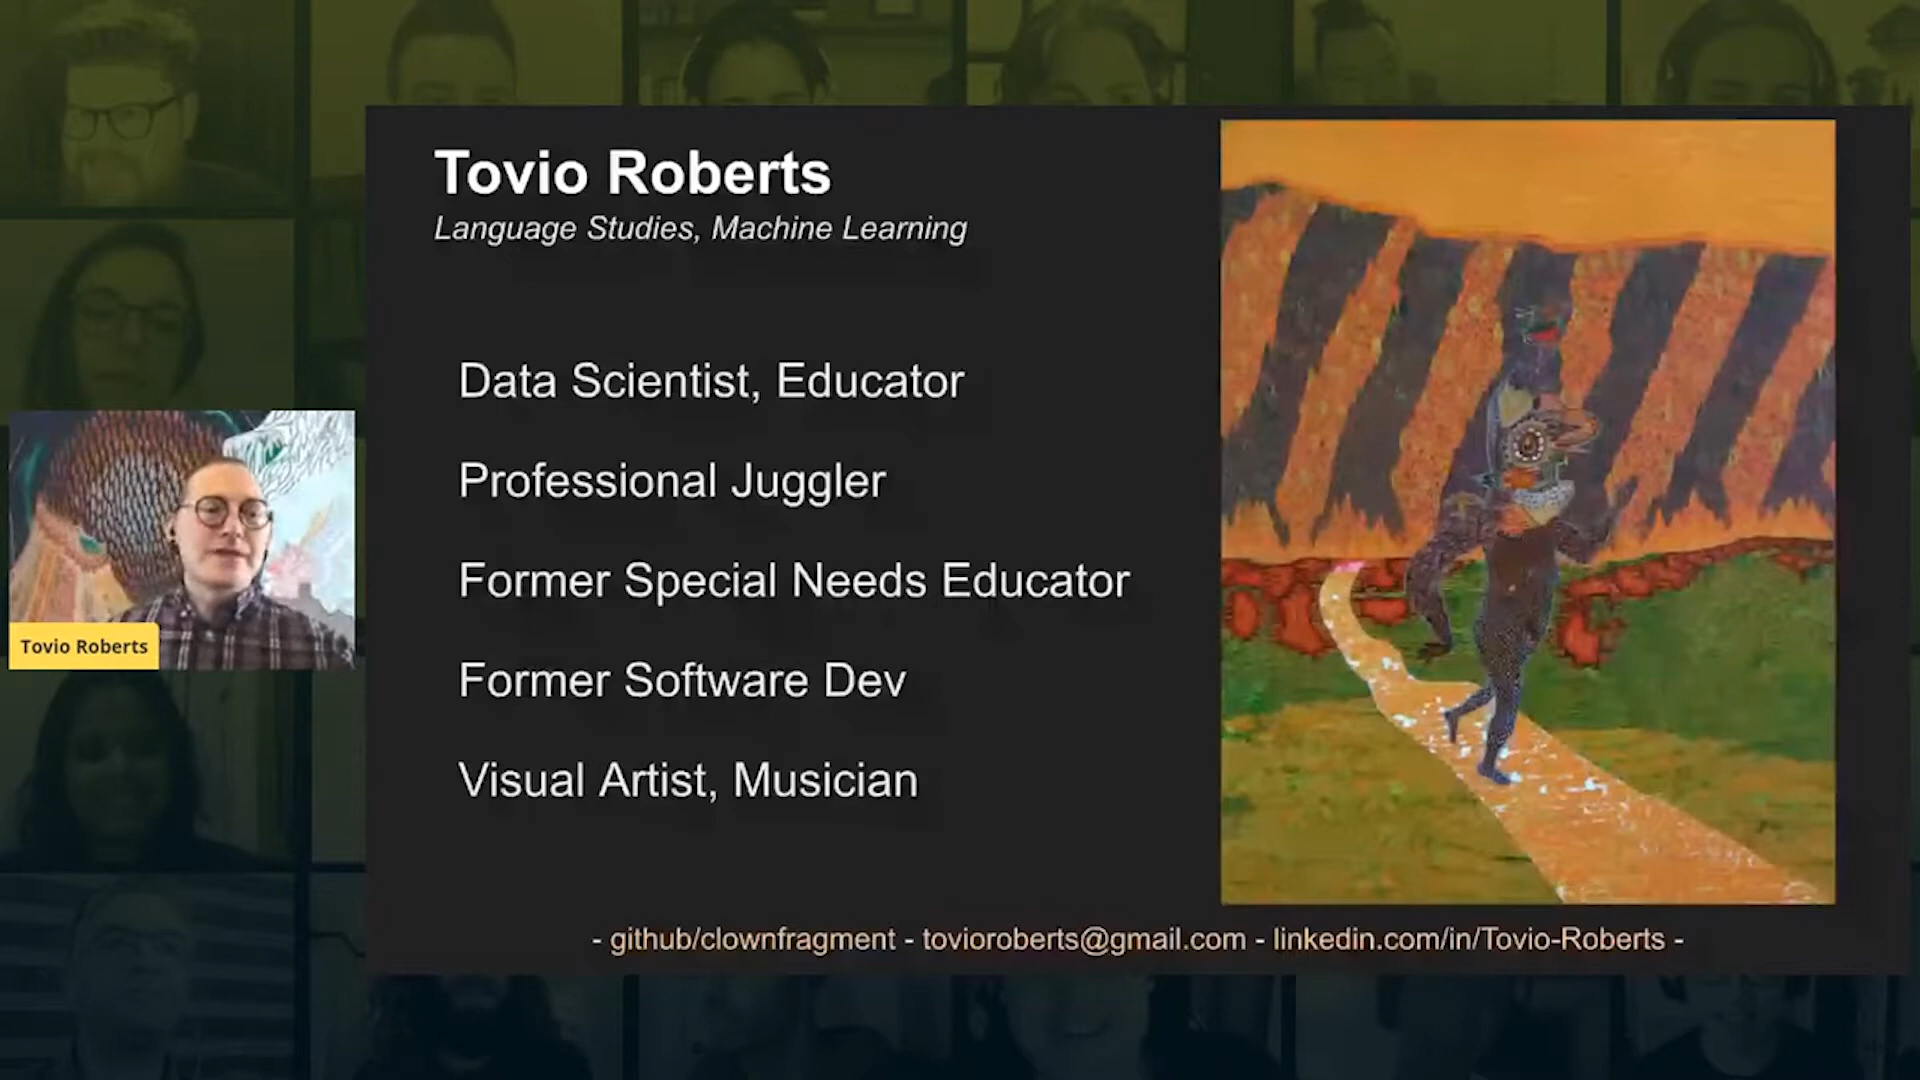 Tovio Roberts
Language Studies, Machine Learning
Data Scientist, Educator
Professional Juggler
Former Special Needs Educator
Former Software Dev
Visual Artist, Musician
- github/clownfragment - tovioroberts@gmail.com - linkedin.com/in/Tovio-Roberts -
Tovio Roberts